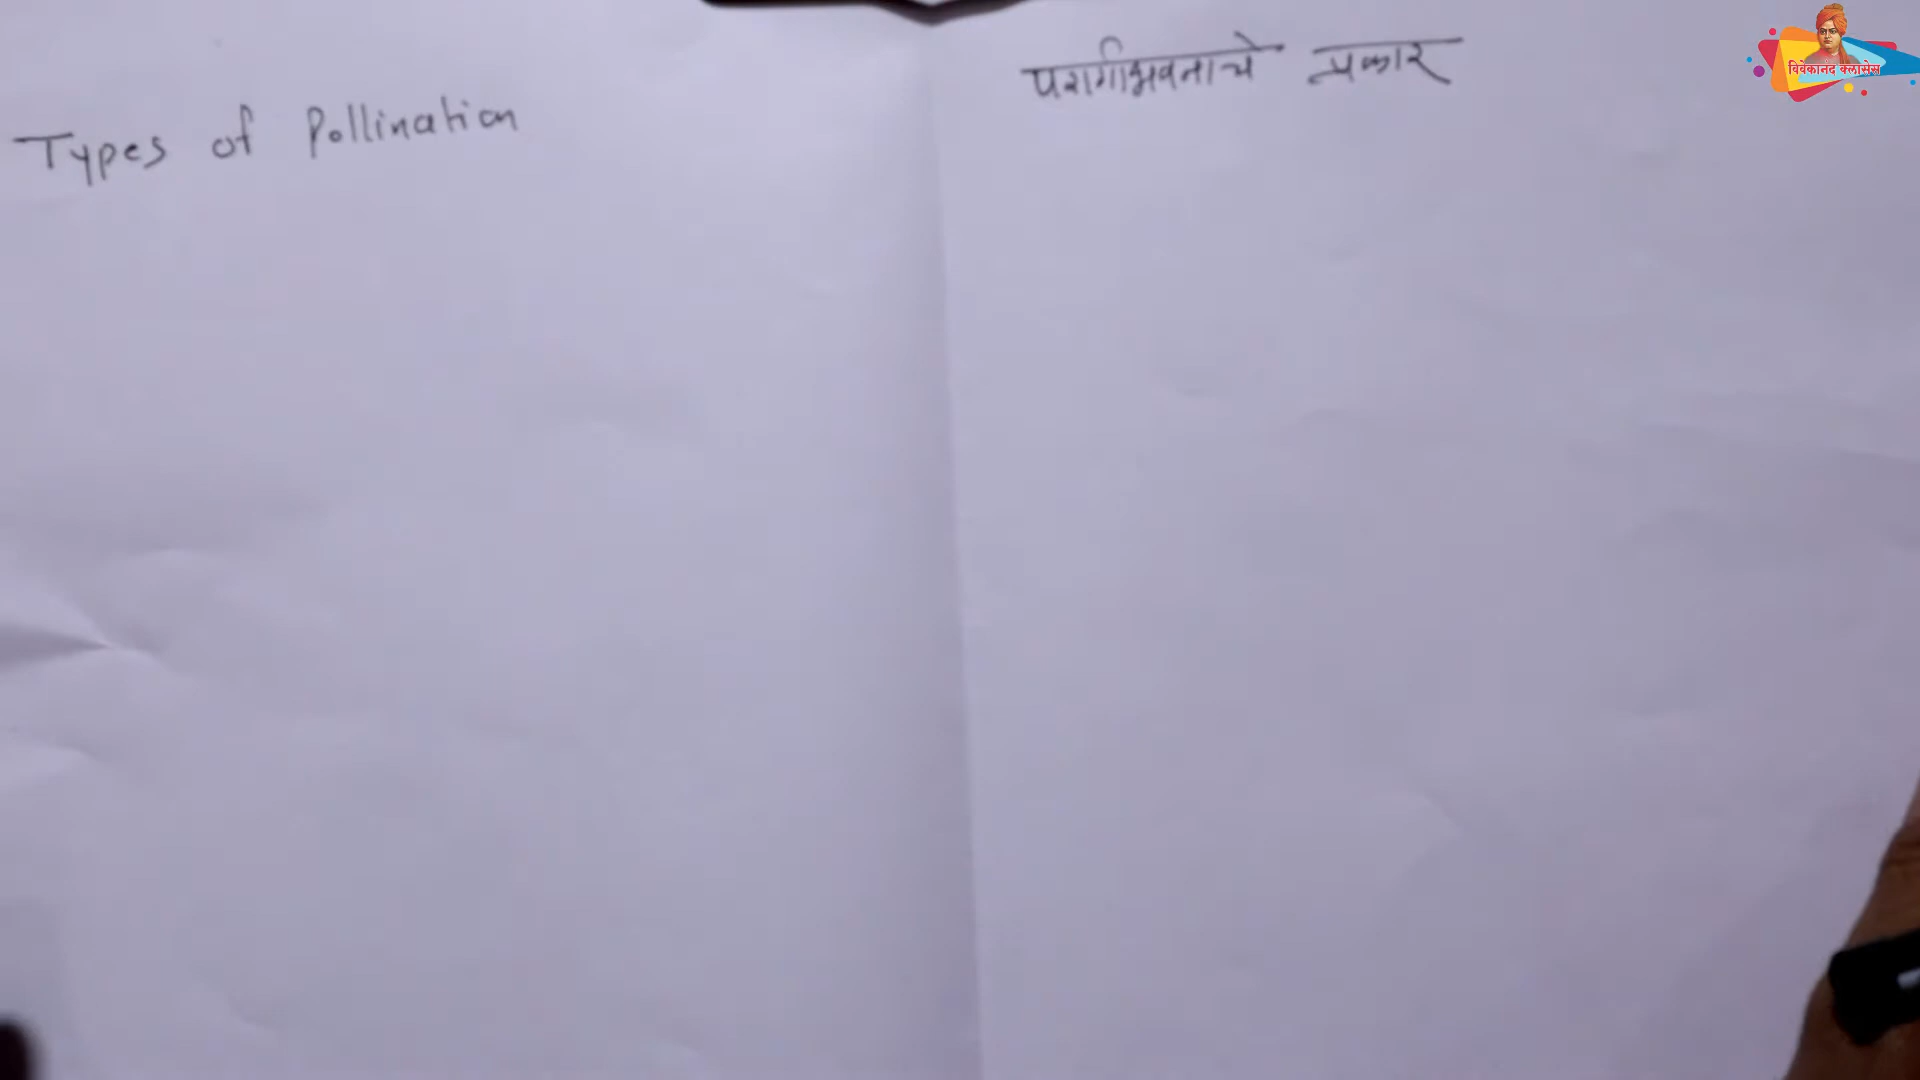 Types of Pollination
परागीभवनाचे प्रकार
विवेकानंद क्लासेस